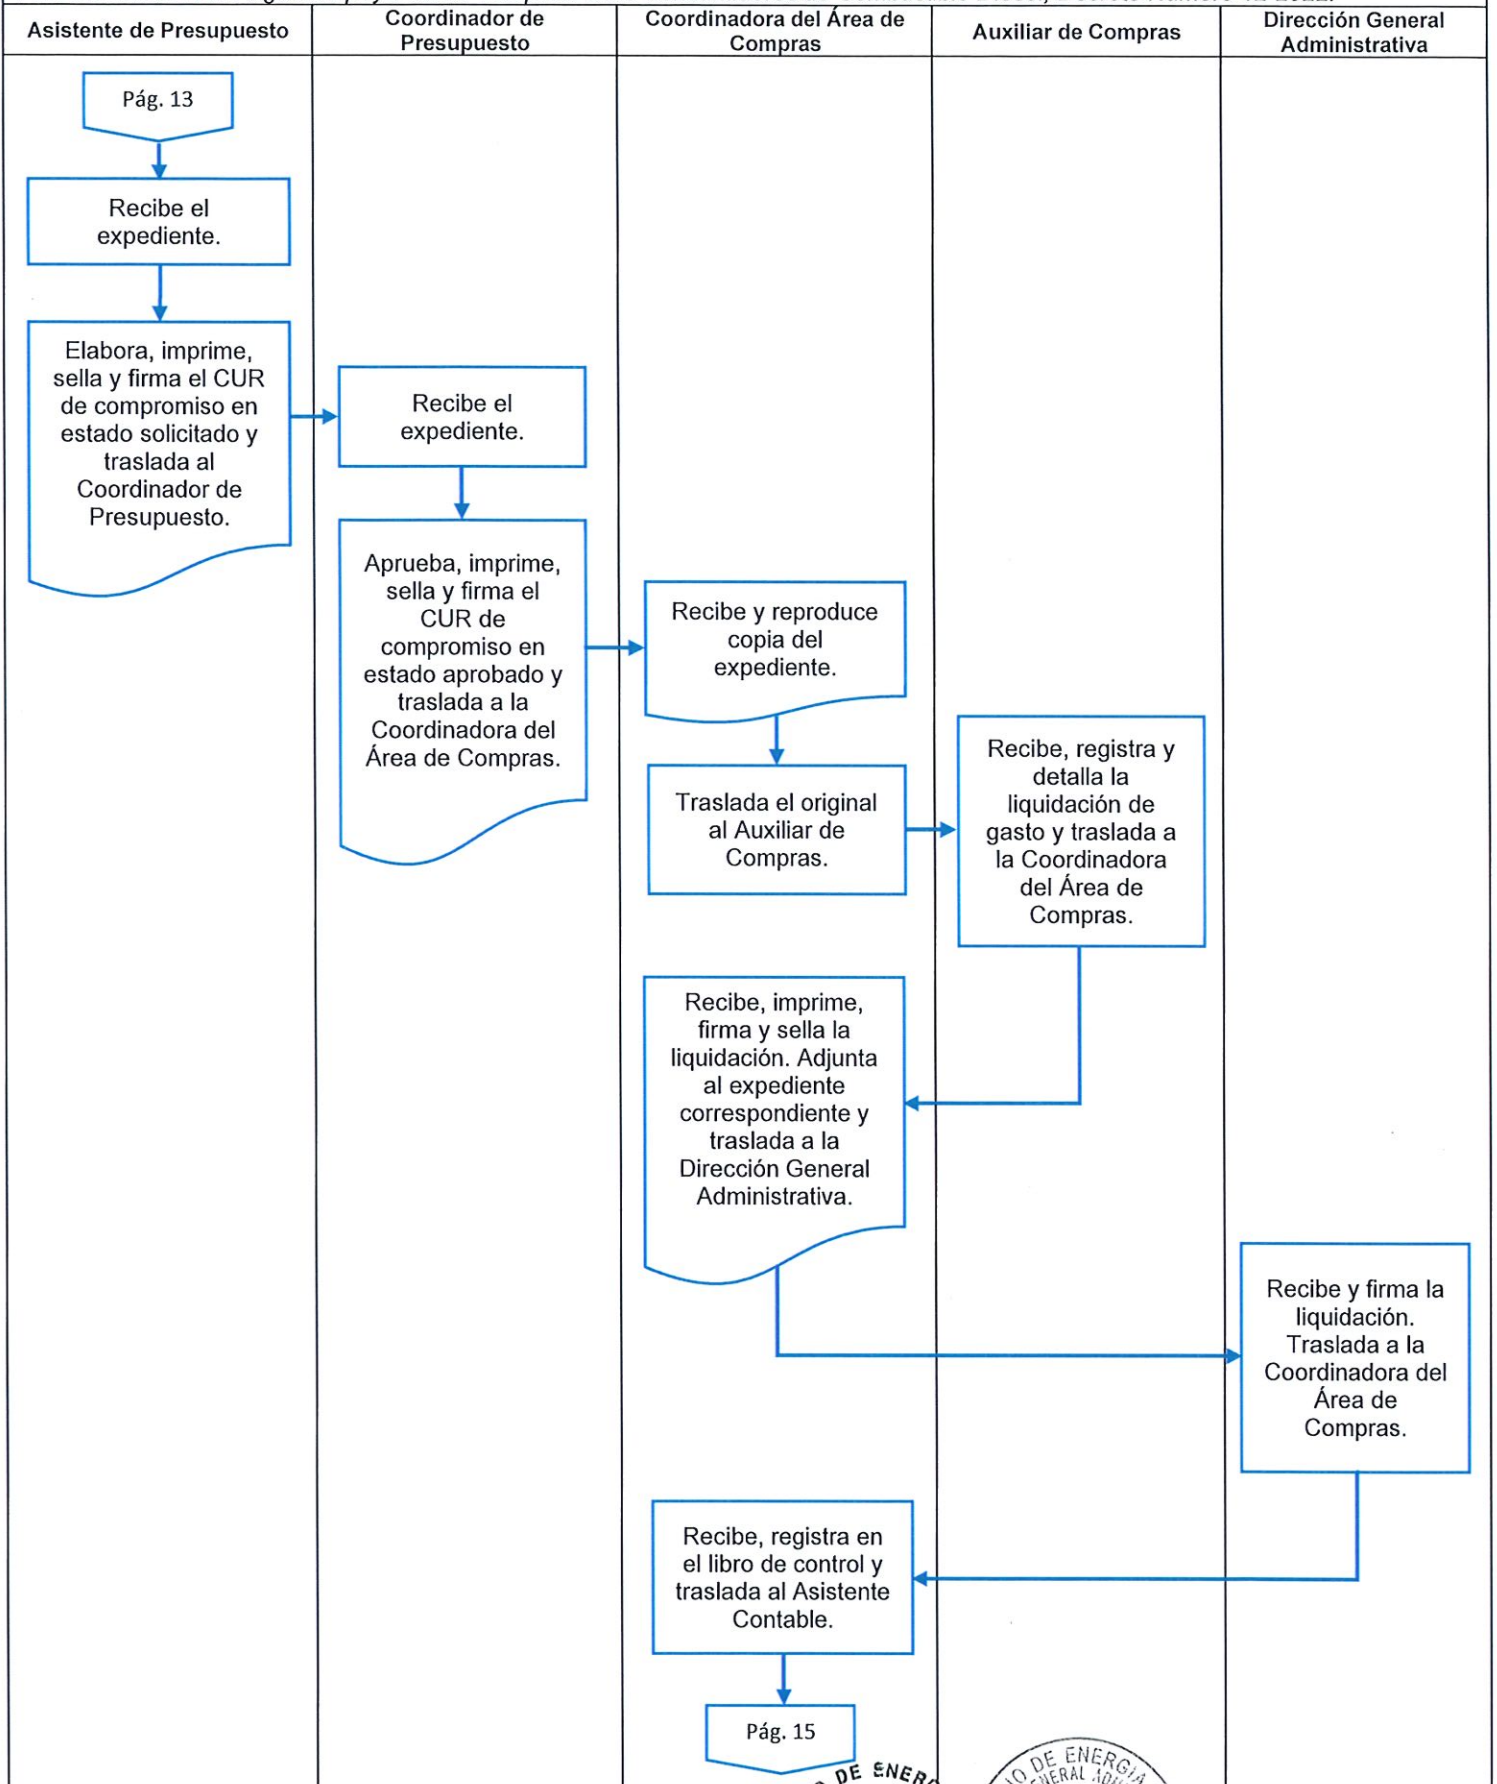 Asistente de Presupuesto
Coordinador de
Presupuesto
Coordinadora del Área de
Compras
Auxiliar de Compras
Dirección General
Administrativa
Pág. 13
Recibe el
expediente.
Elabora, imprime,
sella y firma el CUR
de compromiso en
estado solicitado y
traslada al
Coordinador de
Presupuesto.
Recibe el
expediente.
Aprueba, imprime,
sella y firma el
CUR de
compromiso en
estado aprobado y
traslada a la
Coordinadora del
Área de Compras.
Recibe y reproduce
copia del
expediente.
Traslada el original
al Auxiliar de
Compras.
Recibe, registra y
detalla la
liquidación de
gasto y traslada a
la Coordinadora
del Área de
Compras.
Recibe, imprime,
firma y sella la
liquidación. Adjunta
al expediente
correspondiente y
traslada a la
Dirección General
Administrativa.
Recibe y firma la
liquidación.
Traslada a la
Coordinadora del
Área de
Compras.
Recibe, registra en
el libro de control y
traslada al Asistente
Contable.
Pág. 15
DE ENER
DE ENERGIA